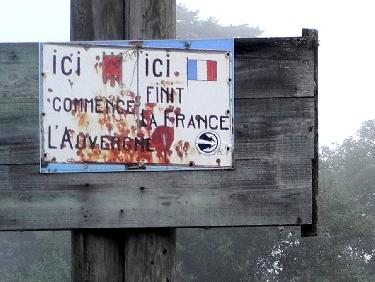 ICI
COMMENCE
L'AUVERGNE
ICI
FINIT
LA FRANCE